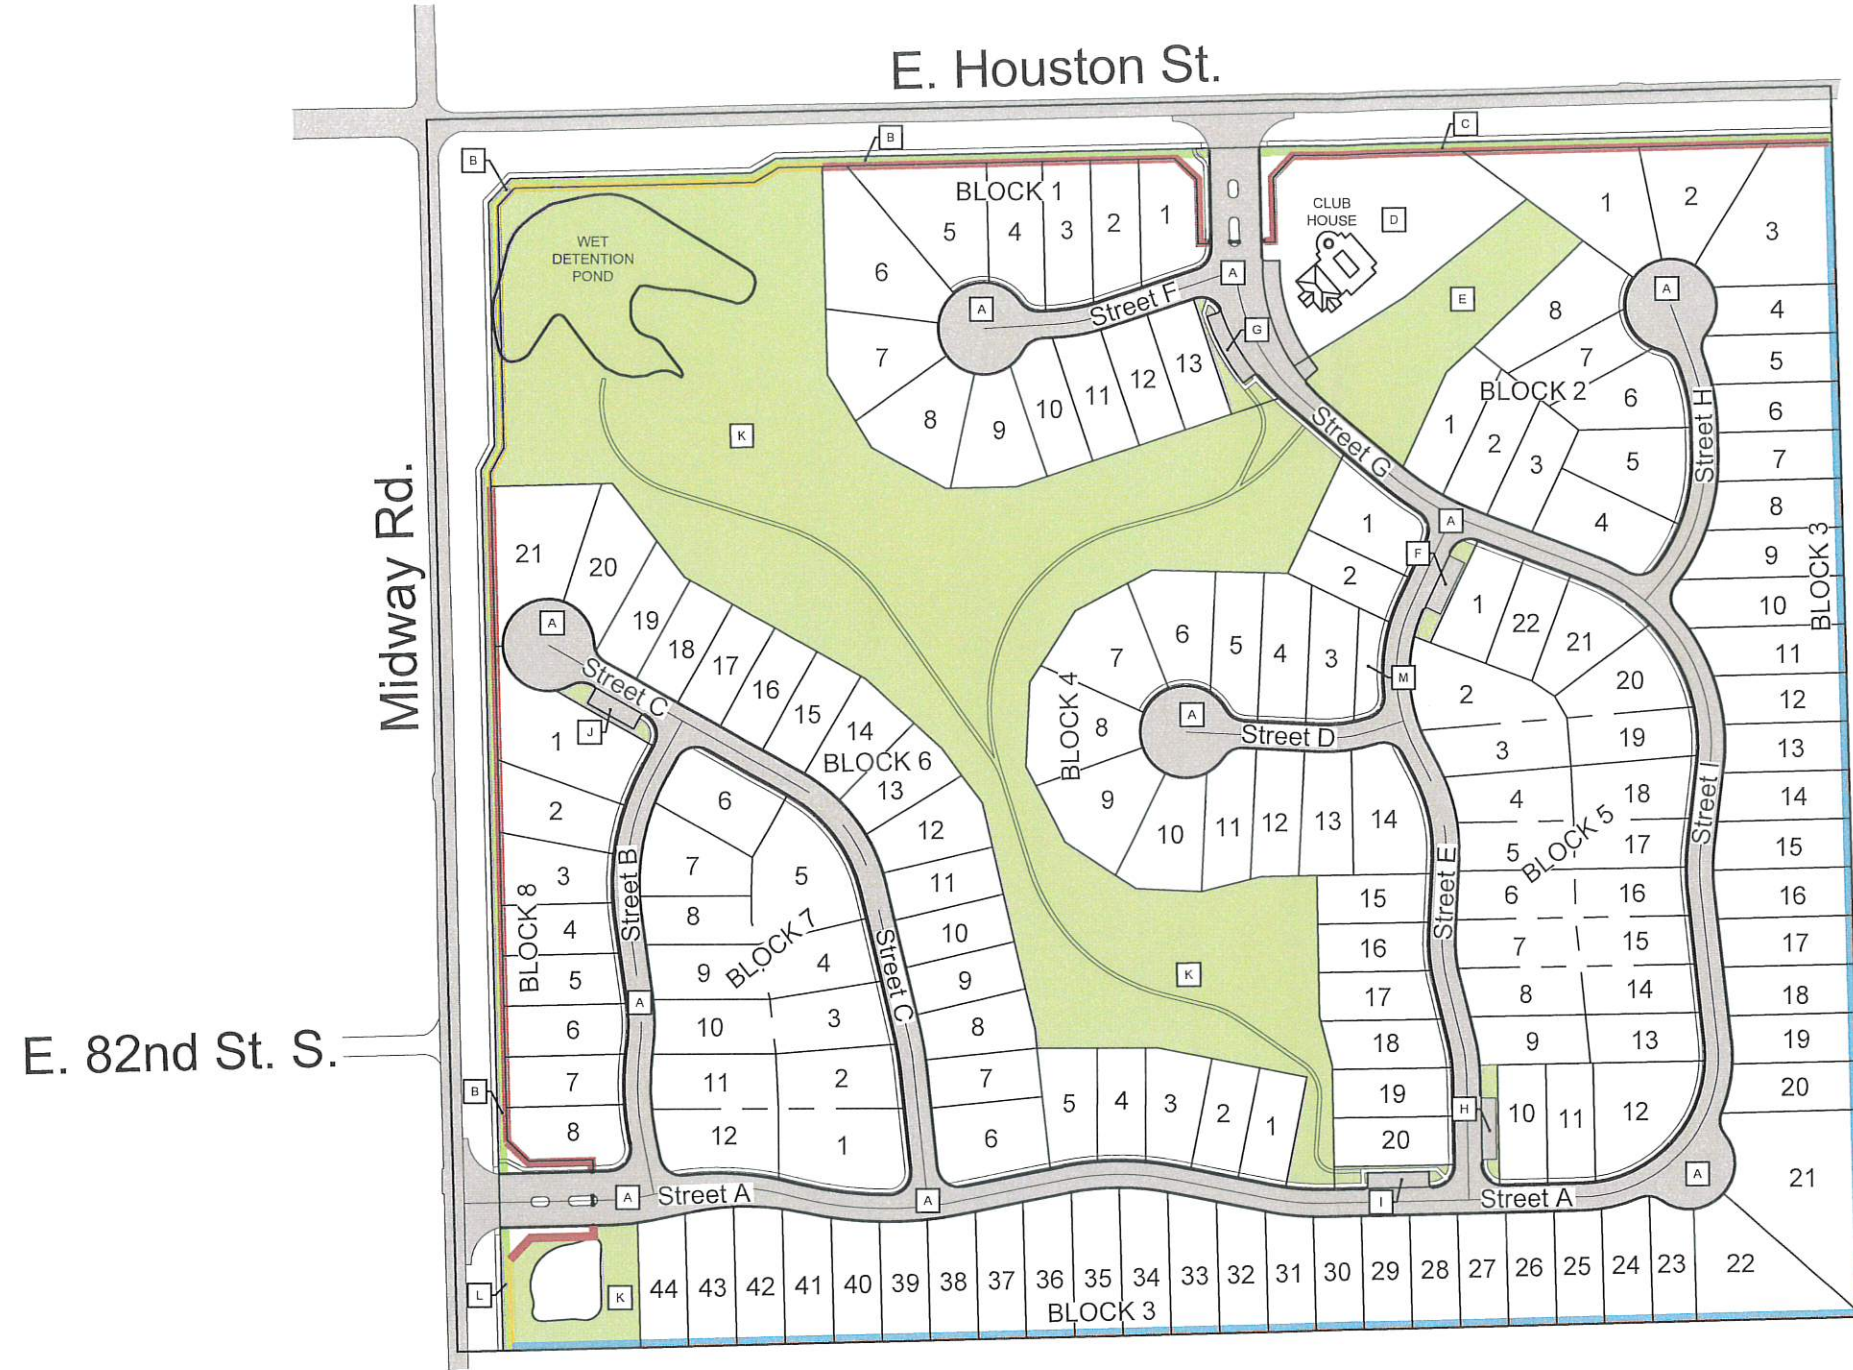 E. Houston St.
C
B
B
BLOCK 1
CLUB
HOUSE
D
1
2
3
4
5
1
2
3
WET
DETENTION
POND
6
A
A
A
Street F
E
8
4
G
7
13
12
11
10
9
8
7
BLOCK 2
6
5
6
K
Street G
1
2
3
5
Street H
7
Midway Rd.
1
A
4
8
F
9
BLOCK 3
21
20
2
1
22
21
10
A
19
18
17
16
15
14
Street C
J
BLOCK 6
13
6
5
4
3
7
M
2
20
11
12
BLOCK 4
8
A
Street D
3
19
13
1
2
6
12
9
10
11
12
13
14
4
18
14
Street I
BLOCK 5
5
17
15
3
Street B
7
5
11
Street E
15
6
16
16
BLOCK 8
4
8
BLOCK 7
10
16
7
15
17
5
9
4
Street C
9
K
17
8
14
18
A
6
10
3
8
18
9
13
19
E. 82nd St. S.
7
11
2
7
19
20
B
5
4
3
2
1
H
10
11
12
8
12
1
6
20
A
Street A
A
I
Street A
A
21
L
K
44
43
42
41
40
39
38
37
36
35
34
33
32
31
30
29
28
27
26
25
24
23
22
BLOCK 3